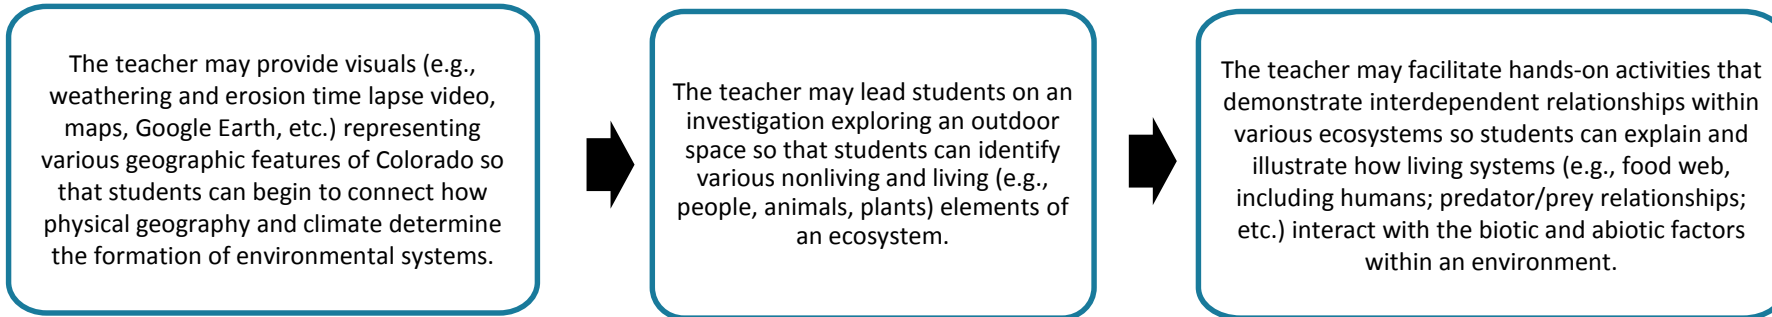 The teacher may provide visuals (e.g.,
weathering and erosion time lapse video,
maps, Google Earth, etc.) representing
various geographic features of Colorado so
that students can begin to connect how
physical geography and climate determine
the formation of environmental systems.
The teacher may lead students on an
investigation exploring an outdoor
space so that students can identify
various nonliving and living (e.g.,
people, animals, plants) elements of
an ecosystem.
The teacher may facilitate hands-on activities that
demonstrate interdependent relationships within
various ecosystems so students can explain and
illustrate how living systems (e.g., food web,
including humans; predator/prey relationships;
etc.) interact with the biotic and abiotic factors
within an environment.